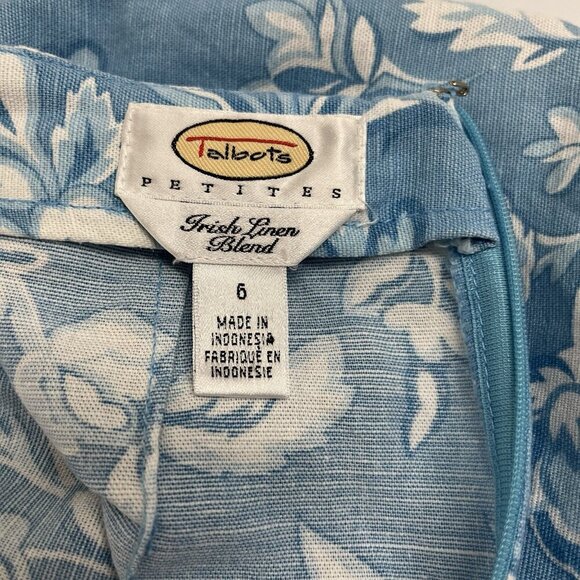 Talbots
PETITES
Irish Linen
Blend
6
MADE IN
INDONESIA
FABRIQUÉ EN
INDONESIE